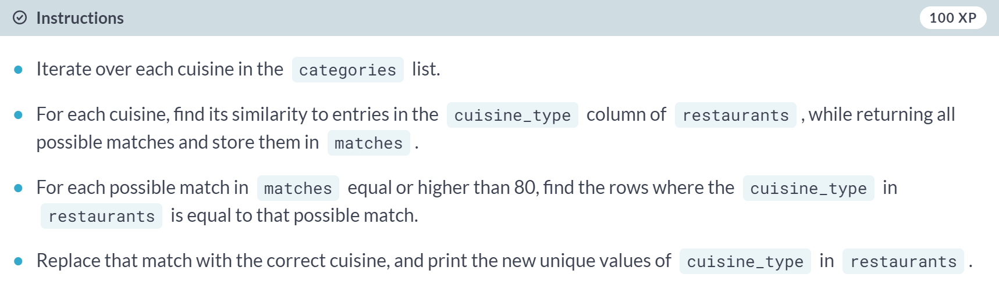 Instructions 100 XP
Iterate over each cuisine in the categories list.
For each cuisine, find its similarity to entries in the cuisine_type column of restaurants , while returning all
possible matches and store them in matches .
For each possible match in matches equal or higher than 80, find the rows where the cuisine_type in
restaurants is equal to that possible match.
Replace that match with the correct cuisine, and print the new unique values of cuisine_type in restaurants .